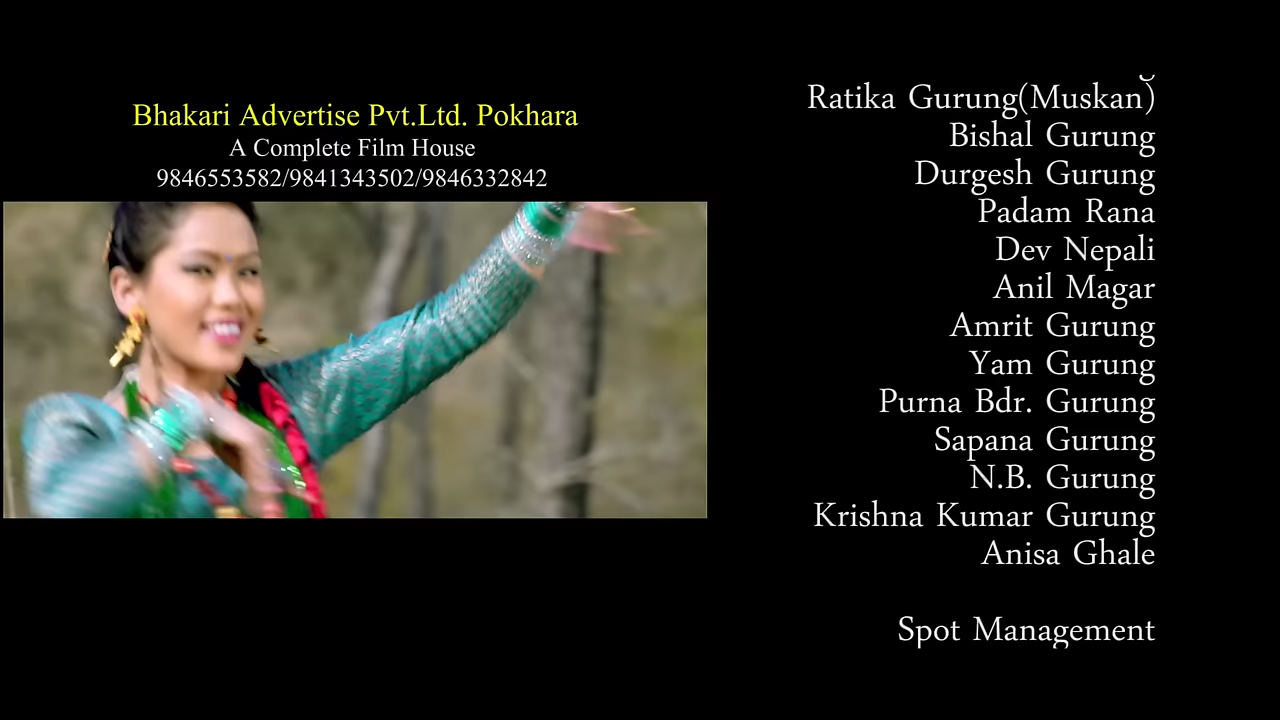 Bhakari Advertise Pvt.Ltd. Pokhara
A Complete Film House
9846553582/9841343502/9846332842
Ratika Gurung(Muskan)
Bishal Gurung
Durgesh Gurung
Padam Rana
Dev Nepali
Anil Magar
Amrit Gurung
Yam Gurung
Purna Bdr. Gurung
Sapana Gurung
N.B. Gurung
Krishna Kumar Gurung
Anisa Ghale
Spot Management